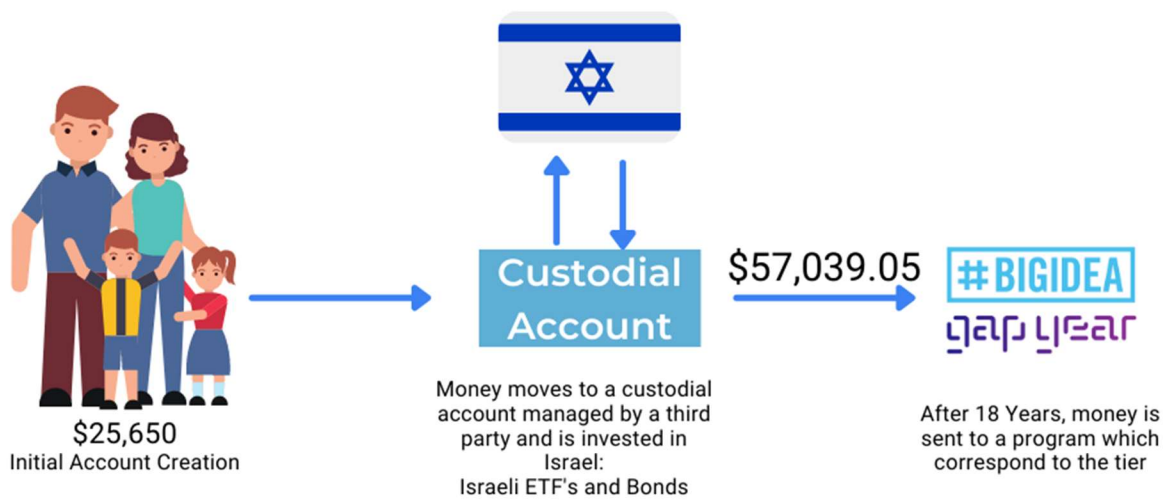 $25,650
Initial Account Creation
Custodial
Account
Money moves to a custodial
account managed by a third
party and is invested in
Israel:
Israeli ETF's and Bonds
$57,039.05
#BIGIDEA
gap year
After 18 Years, money is
sent to a program which
correspond to the tier